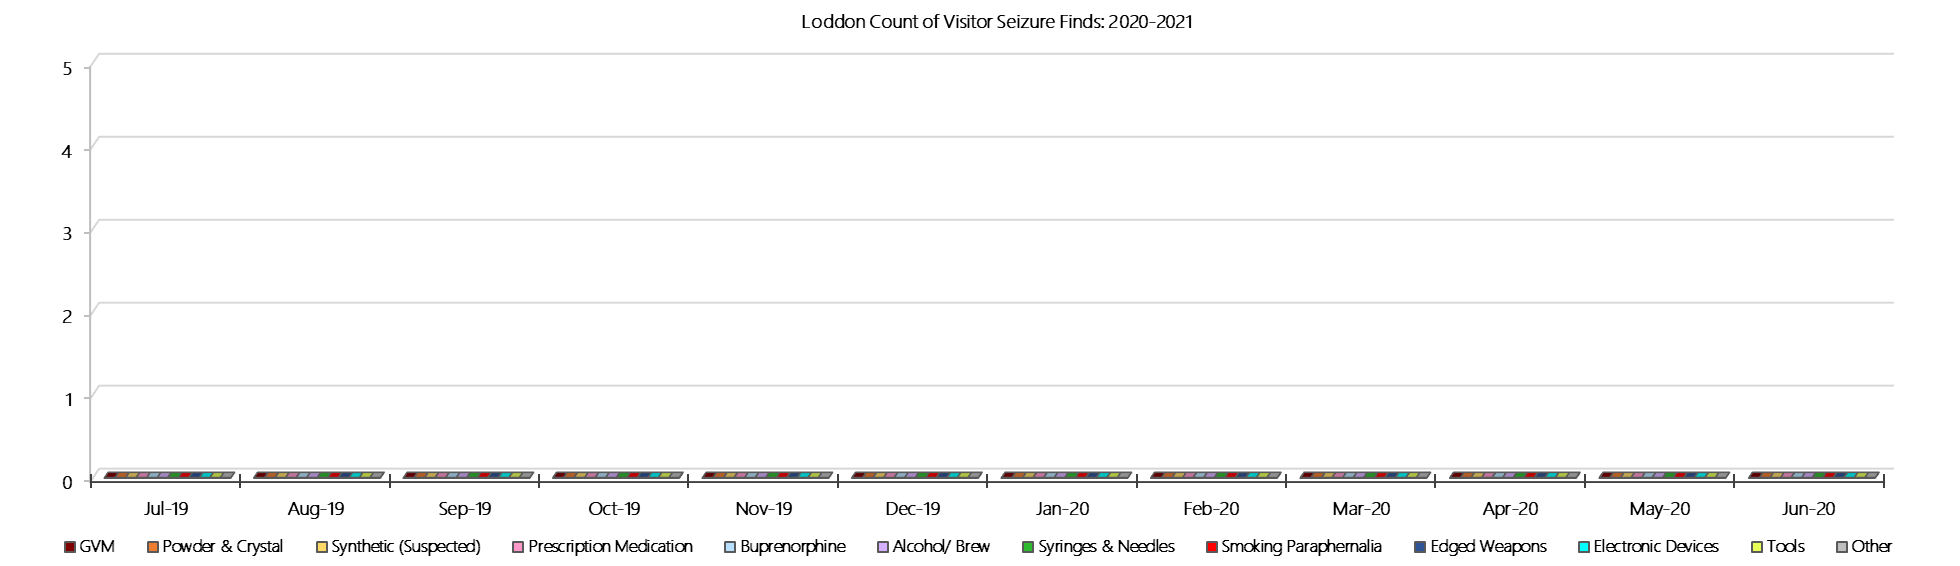 Loddon Count of Visitor Seizure Finds: 2020-2021
5
4
3
2
1
0
Jul-19 Aug-19 Sep-19 Oct-19 Nov-19 Dec-19 Jan-20 Feb-20 Mar-20 Apr-20 May-20 Jun-20
GVM Powder & Crystal Synthetic (Suspected) Prescription Medication Buprenorphine Alcohol/ Brew Syringes & Needles Smoking Paraphernalia Edged Weapons Electronic Devices Tools Other